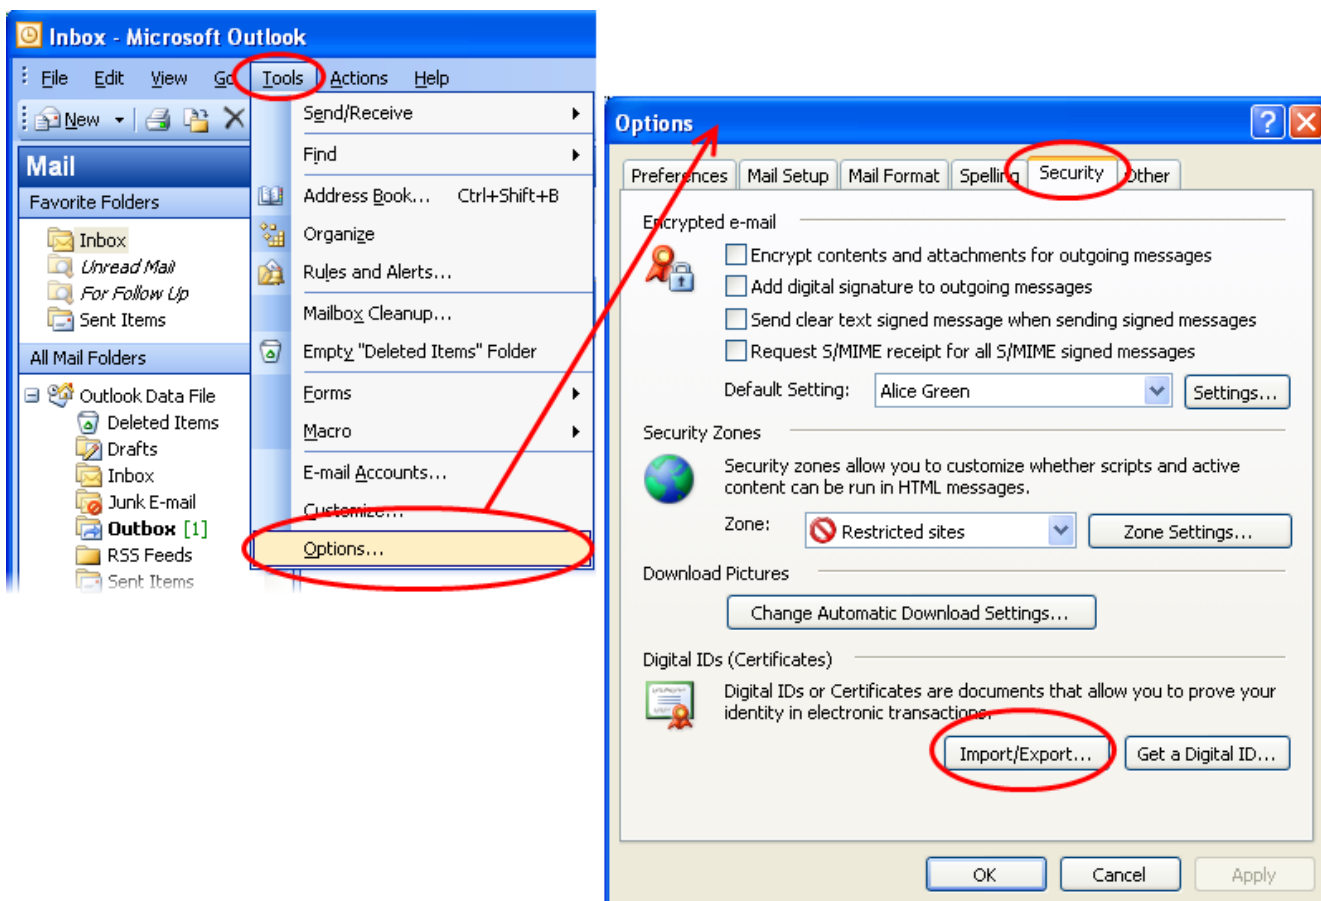 Inbox - Microsoft Outlook
File Edit View Go Tools Actions Help
New
Mail
Favorite Folders
Inbox
Unread Mail
For Follow Up
Sent Items
All Mail Folders
Outlook Data File
Deleted Items
Drafts
Inbox
Junk E-mail
Outbox [1]
RSS Feeds
Sent Items
Send/Receive
Find
Address Book... Ctrl+Shift+B
Organize
Rules and Alerts...
Mailbox Cleanup...
Empty "Deleted Items" Folder
Forms
Macro
E-mail Accounts...
Customize...
Options...
Options
Preferences Mail Setup Mail Format Spelling Security Other
Encrypted e-mail
Encrypt contents and attachments for outgoing messages
Add digital signature to outgoing messages
Send clear text signed message when sending signed messages
Request S/MIME receipt for all S/MIME signed messages
Default Setting: Alice Green Settings...
Security Zones
Security zones allow you to customize whether scripts and active
content can be run in HTML messages.
Zone: Restricted sites Zone Settings...
Download Pictures
Change Automatic Download Settings...
Digital IDs (Certificates)
Digital IDs or Certificates are documents that allow you to prove your
identity in electronic transactions.
Import/Export... Get a Digital ID...
OK Cancel Apply